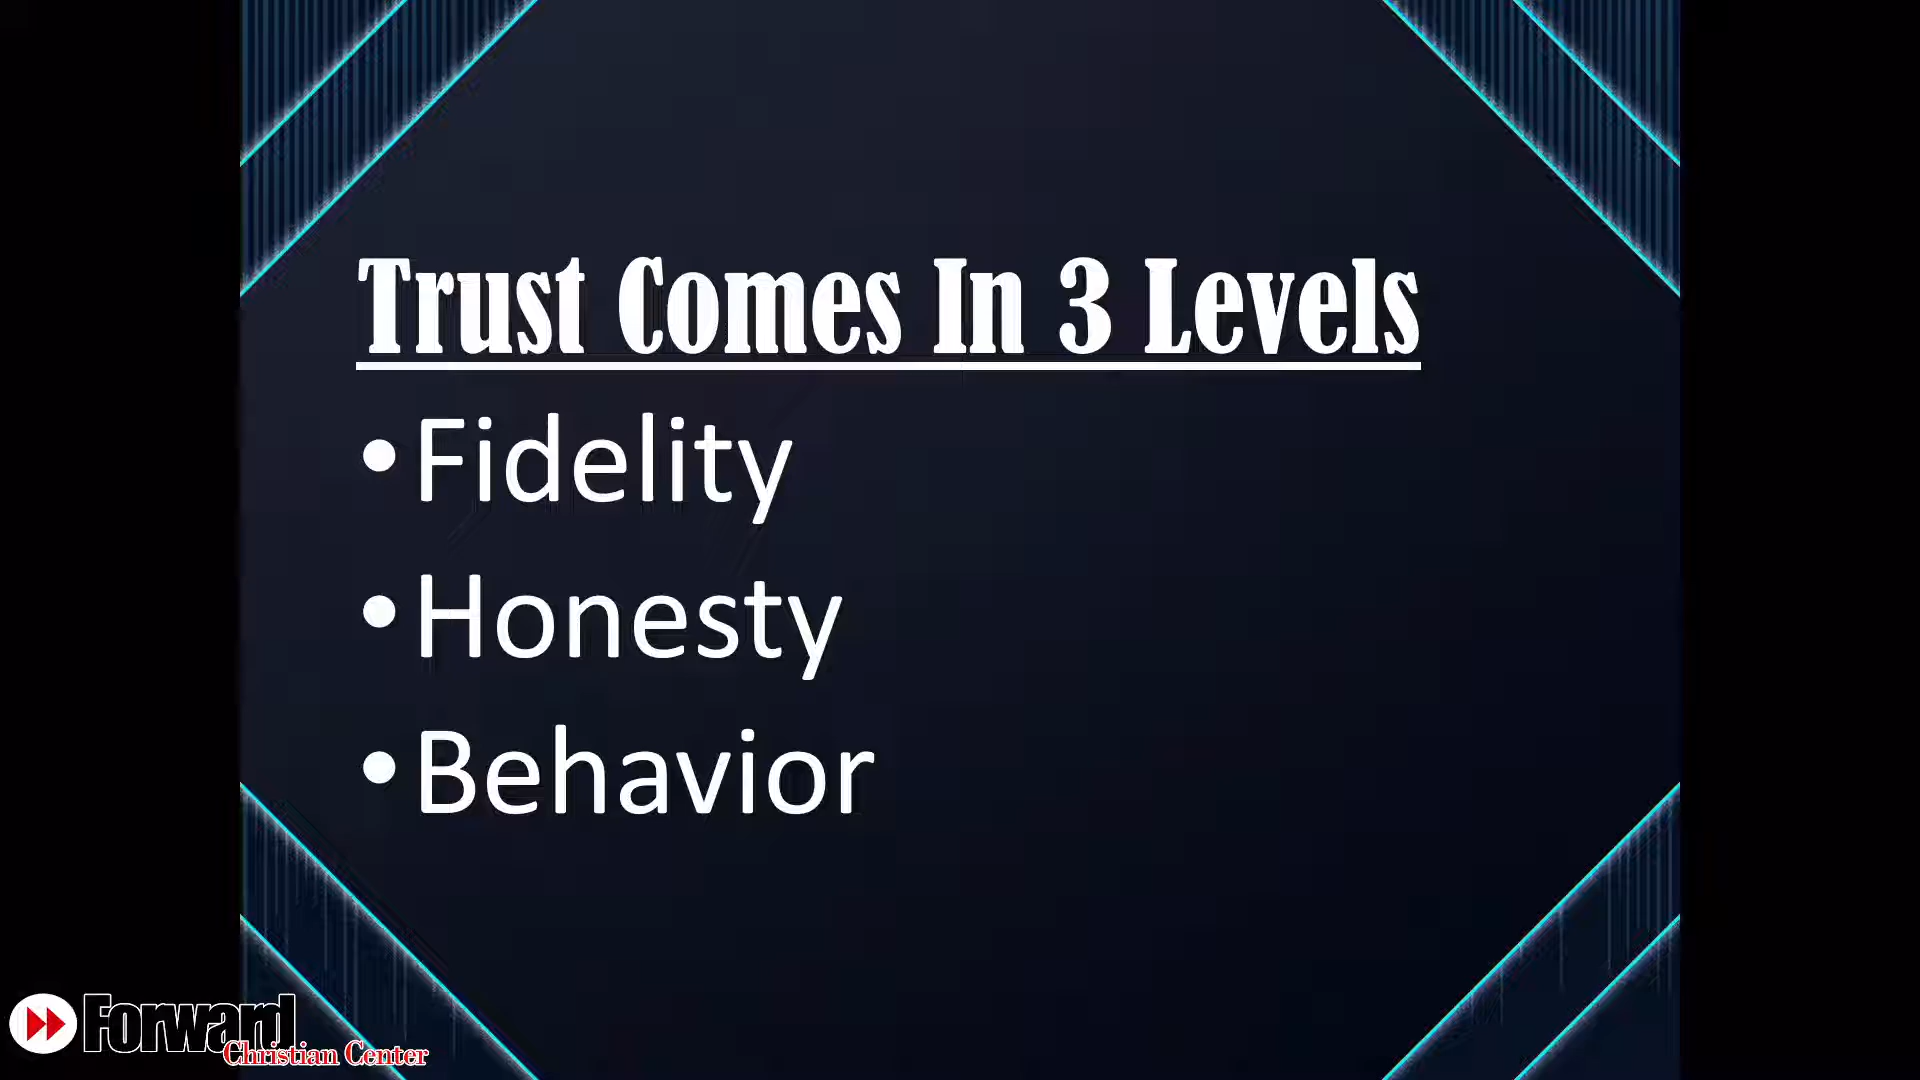 Trust Comes In 3 Levels
• Fidelity
• Honesty
• Behavior
Forward
Christian Center